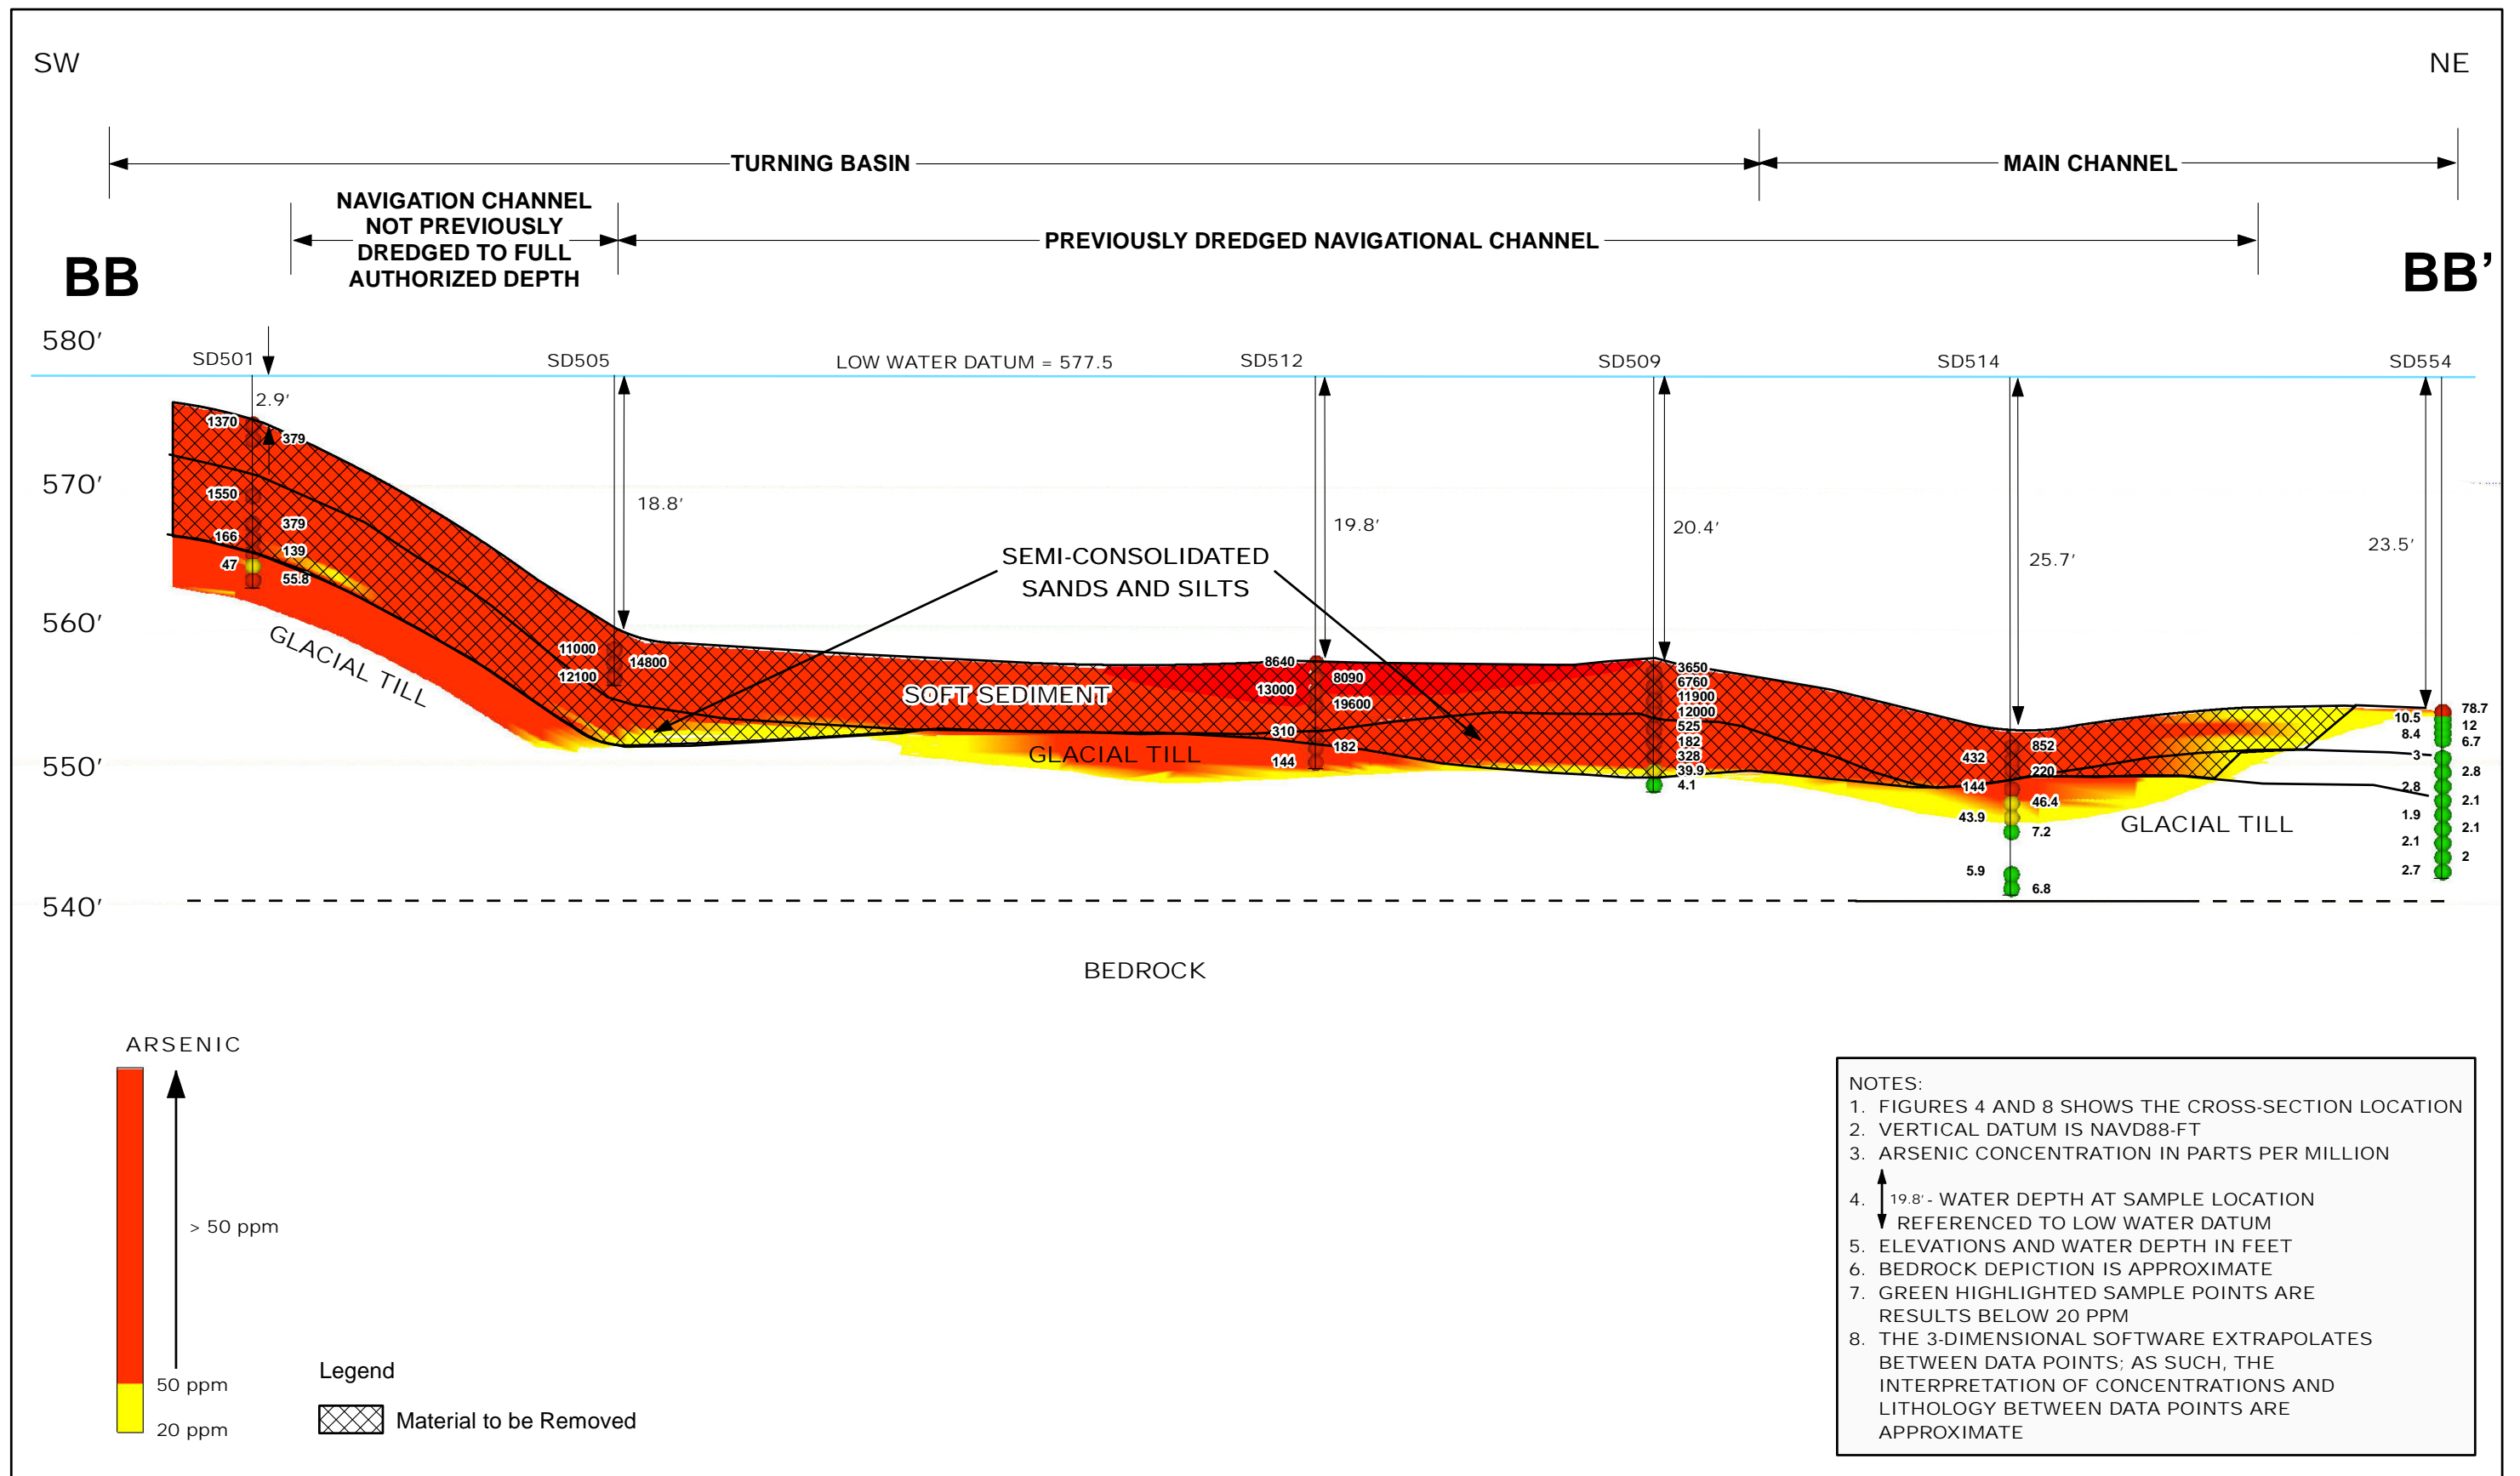 SW
NE
TURNING BASIN
MAIN CHANNEL
NAVIGATION CHANNEL
NOT PREVIOUSLY
DREDGED TO FULL
AUTHORIZED DEPTH
PREVIOUSLY DREDGED NAVIGATIONAL CHANNEL
BB
BB’
580’
SD501
SD505
LOW WATER DATUM = 577.5
SD512
SD509
SD514
SD554
2.9’
1370
379
570’
1550
379
166
139
47
55.8
18.8’
19.8’
20.4’
25.7’
23.5’
SEMI-CONSOLIDATED
SANDS AND SILTS
560’
GLACIAL TILL
11000
14800
12100
SOFT SEDIMENT
8640
8090
13000
19600
310
182
144
GLACIAL TILL
3650
6760
11900
12000
525
182
328
39.9
4.1
852
432
220
144
46.4
43.9
7.2
5.9
6.8
GLACIAL TILL
78.7
10.5
12
8.4
6.7
3
2.8
2.8
2.1
1.9
2.1
2.1
2
2.7
550’
540’
BEDROCK
ARSENIC
> 50 ppm
50 ppm
20 ppm
Legend
Material to be Removed
NOTES:
1. FIGURES 4 AND 8 SHOWS THE CROSS-SECTION LOCATION
2. VERTICAL DATUM IS NAVD88-FT
3. ARSENIC CONCENTRATION IN PARTS PER MILLION
4. 19.8’ - WATER DEPTH AT SAMPLE LOCATION
REFERENCED TO LOW WATER DATUM
5. ELEVATIONS AND WATER DEPTH IN FEET
6. BEDROCK DEPICTION IS APPROXIMATE
7. GREEN HIGHLIGHTED SAMPLE POINTS ARE
RESULTS BELOW 20 PPM
8. THE 3-DIMENSIONAL SOFTWARE EXTRAPOLATES
BETWEEN DATA POINTS; AS SUCH, THE
INTERPRETATION OF CONCENTRATIONS AND
LITHOLOGY BETWEEN DATA POINTS ARE
APPROXIMATE